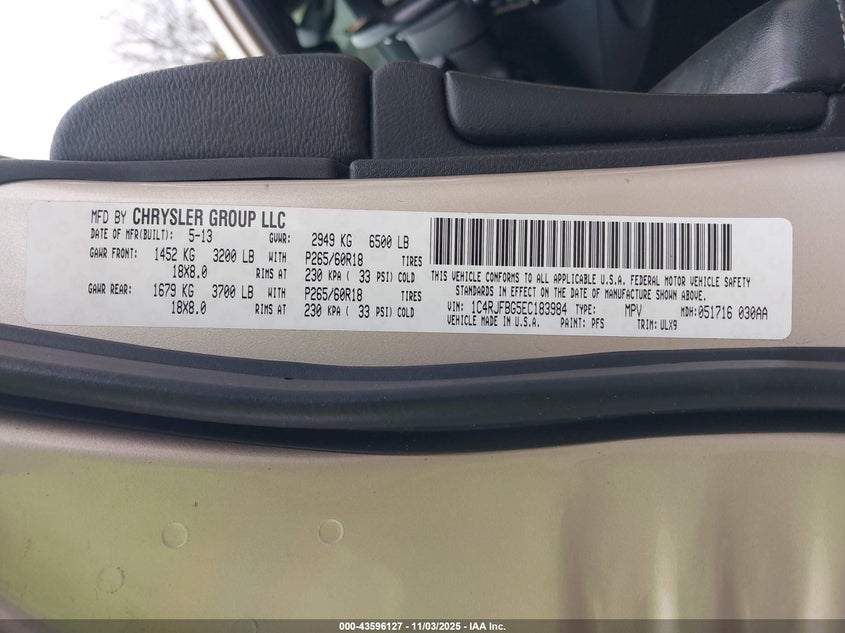 MFD BY CHRYSLER GROUP LLC
DATE OF MFR(BUILT): 5-13 GVWR: 2949 KG 6500 LB
GAWR FRONT: 1452 KG 3200 LB WITH P265/60R18 TIRES
18X8.0 RIMS AT 230 KPA ( 33 PSI) COLD
GAWR REAR: 1679 KG 3700 LB WITH P265/60R18 TIRES
18X8.0 RIMS AT 230 KPA ( 33 PSI) COLD
THIS VEHICLE CONFORMS TO ALL APPLICABLE U.S.A. FEDERAL MOTOR VEHICLE SAFETY
STANDARDS IN EFFECT ON THE DATE OF MANUFACTURE SHOWN ABOVE.
VIN: 1C4RJFBG5EC183984 TYPE: MPV MDH: 051716 030AA
VEHICLE MADE IN U.S.A. PAINT: PFS TRIM: ULX9
000-43596127 - 11/03/2025 - IAA Inc.